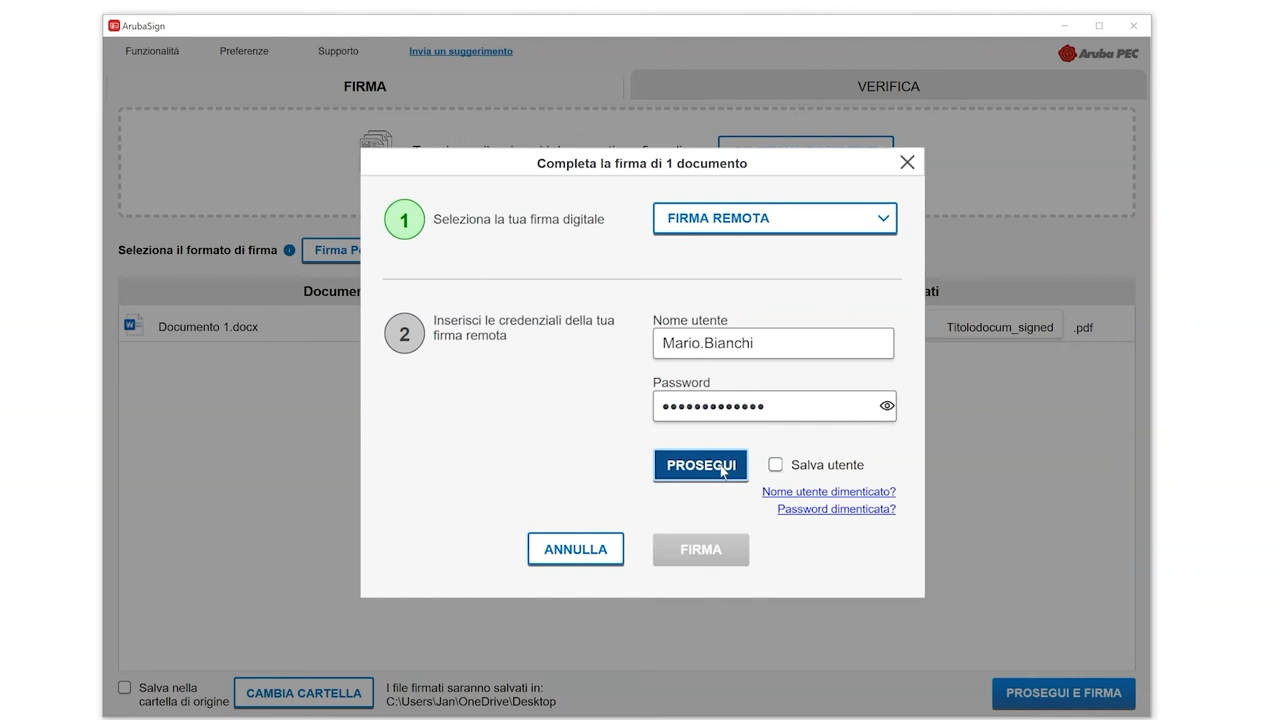 ArubaSign
Funzionalità Preferenze Supporto Invia un suggerimento
Aruba PEC
FIRMA VERIFICA
Completa la firma di 1 documento
1 Seleziona la tua firma digitale FIRMA REMOTA
Seleziona il formato di firma i Firma
2 Inserisci le credenziali della tua
firma remota
Nome utente
Mario.Bianchi
Documento 1.docx
Titolodocum_signed .pdf
Password
PROSEGUI Salva utente
Nome utente dimenticato?
Password dimenticata?
ANNULLA FIRMA
Salva nella
cartella di origine
CAMBIA CARTELLA
I file firmati saranno salvati in:
C:\Users\Jan\OneDrive\Desktop
PROSEGUI E FIRMA